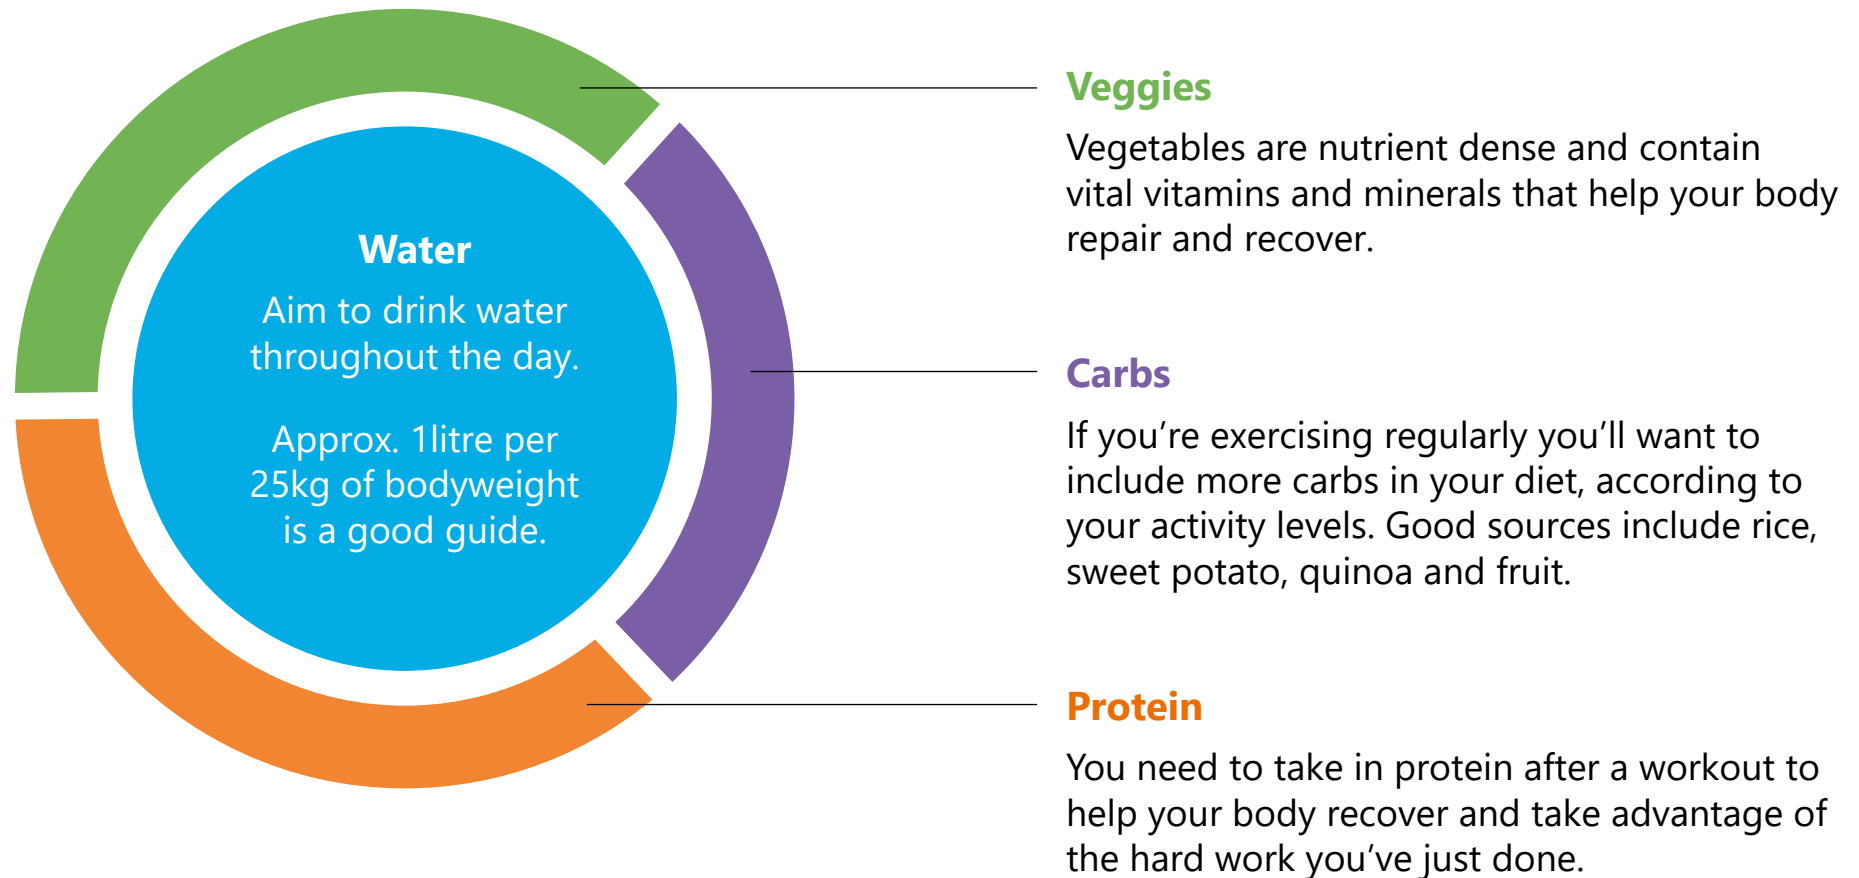 Water
Aim to drink water
throughout the day.
Approx. 1litre per
25kg of bodyweight
is a good guide.
Veggies
Vegetables are nutrient dense and contain
vital vitamins and minerals that help your body
repair and recover.
Carbs
If you’re exercising regularly you’ll want to
include more carbs in your diet, according to
your activity levels. Good sources include rice,
sweet potato, quinoa and fruit.
Protein
You need to take in protein after a workout to
help your body recover and take advantage of
the hard work you’ve just done.